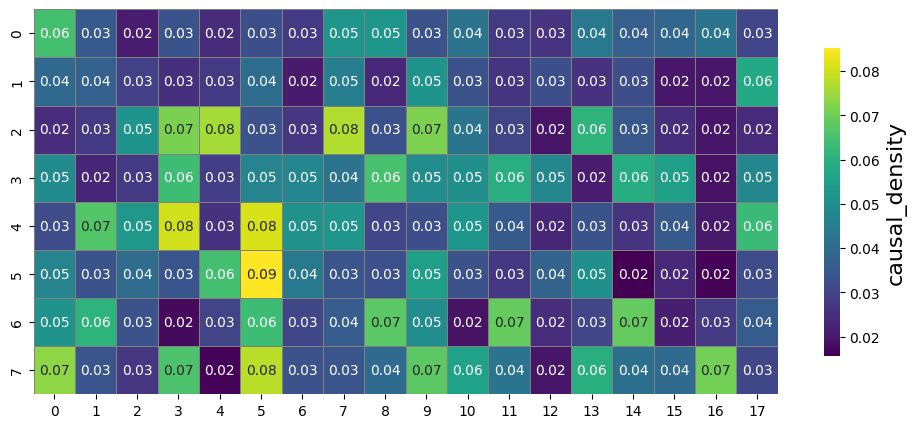 0 0.06 0.03 0.02 0.03 0.02 0.03 0.03 0.05 0.05 0.03 0.04 0.03 0.03 0.04 0.04 0.04 0.04 0.03
1 0.04 0.04 0.03 0.03 0.03 0.04 0.02 0.05 0.02 0.05 0.03 0.03 0.03 0.03 0.03 0.02 0.02 0.06
2 0.02 0.03 0.05 0.07 0.08 0.03 0.03 0.08 0.03 0.07 0.04 0.03 0.02 0.06 0.03 0.02 0.02 0.02
3 0.05 0.02 0.03 0.06 0.03 0.05 0.05 0.04 0.06 0.05 0.05 0.06 0.05 0.02 0.06 0.05 0.02 0.05
4 0.03 0.07 0.05 0.08 0.03 0.08 0.05 0.05 0.03 0.03 0.05 0.04 0.02 0.03 0.03 0.04 0.02 0.06
5 0.05 0.03 0.04 0.03 0.06 0.09 0.04 0.03 0.03 0.05 0.03 0.03 0.04 0.05 0.02 0.02 0.02 0.03
6 0.05 0.06 0.03 0.02 0.03 0.06 0.03 0.04 0.07 0.05 0.02 0.07 0.02 0.03 0.07 0.02 0.03 0.04
7 0.07 0.03 0.03 0.07 0.02 0.08 0.03 0.03 0.04 0.07 0.06 0.04 0.02 0.06 0.04 0.04 0.07 0.03
0 1 2 3 4 5 6 7 8 9 10 11 12 13 14 15 16 17
0.08
0.07
0.06
0.05
0.04
0.03
0.02
causal_density